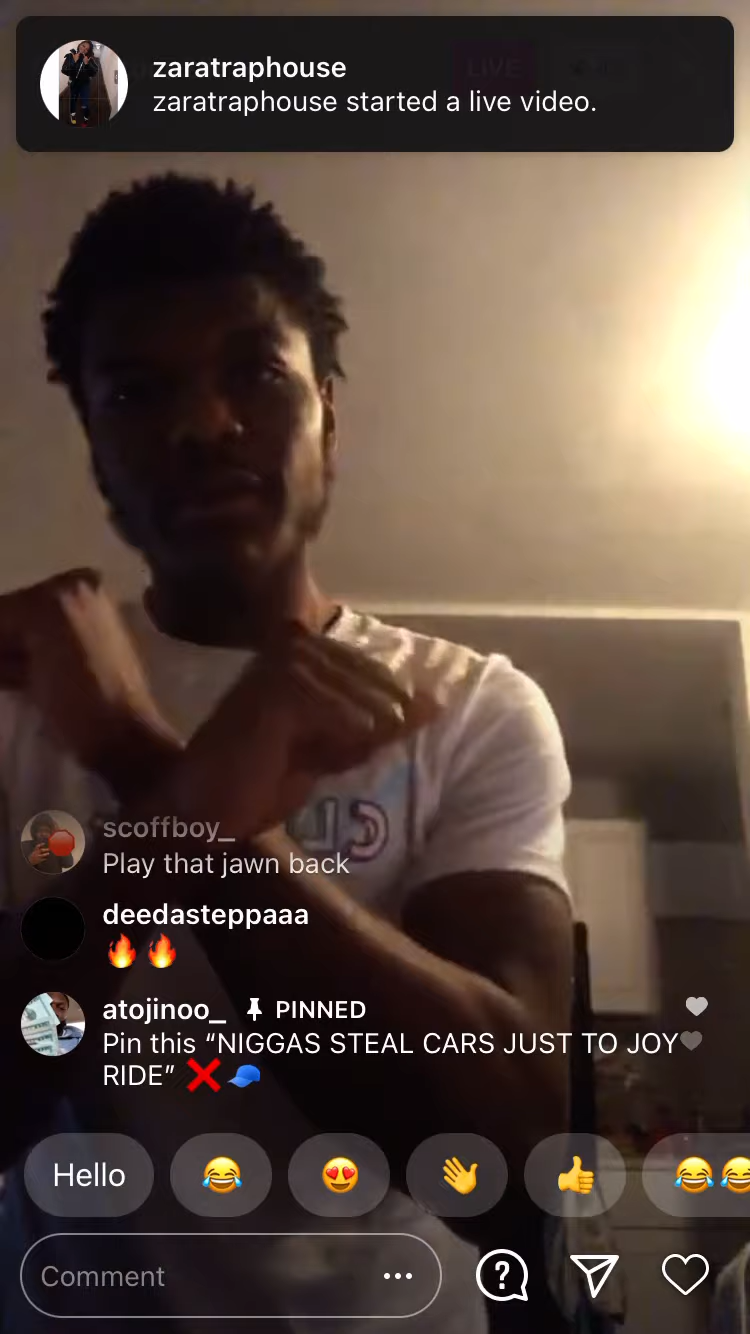 zaratraphouse
zaratraphouse started a live video.
LIVE
scoffboy_
Play that jawn back
deedasteppaaa
🔥🔥
atojinoo_ 📌 PINNED
Pin this “NIGGAS STEAL CARS JUST TO JOY
RIDE” ❌🧢
Hello
Comment